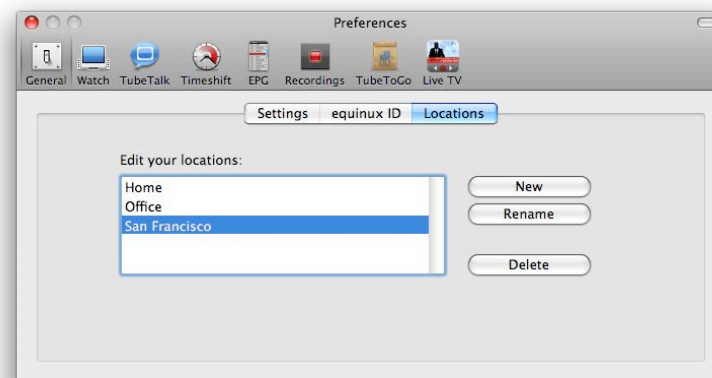 Preferences
General Watch TubeTalk Timeshift EPG Recordings TubeToGo Live TV
Settings equinux ID Locations
Edit your locations:
Home
Office
San Francisco
New
Rename
Delete